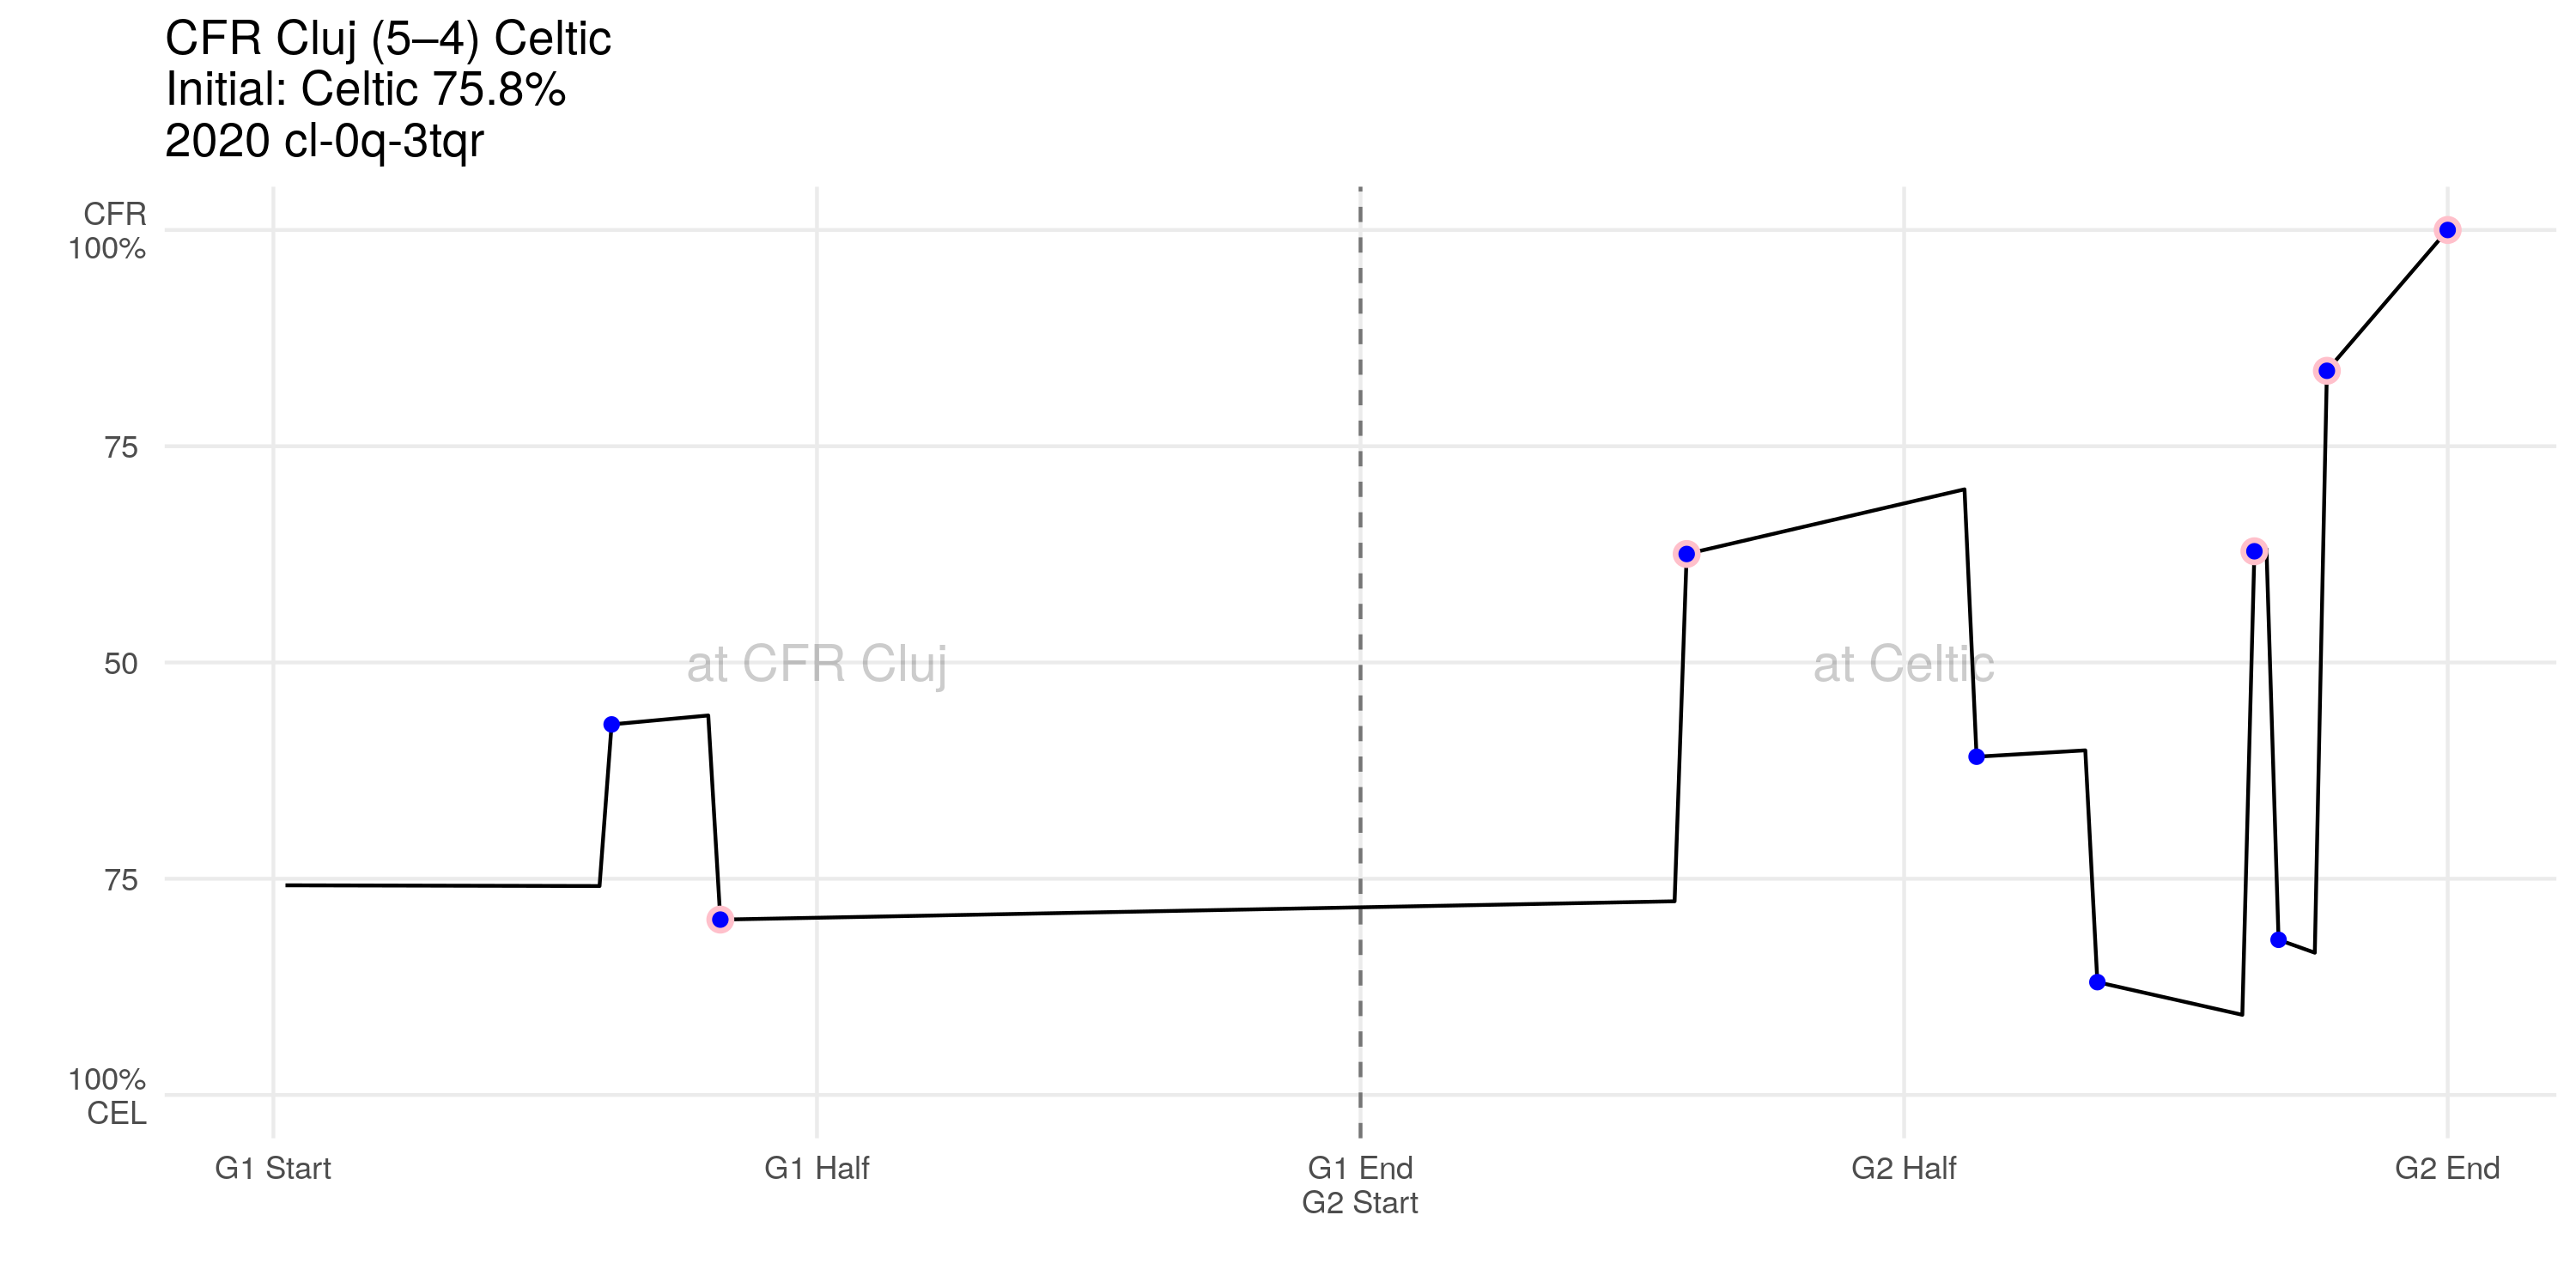 CFR Cluj (5–4) Celtic
Initial: Celtic 75.8%
2020 cl-0q-3tqr
CFR
100%
75
50
75
100%
CEL
at CFR Cluj
at Celtic
G1 Start
G1 Half
G1 End
G2 Start
G2 Half
G2 End